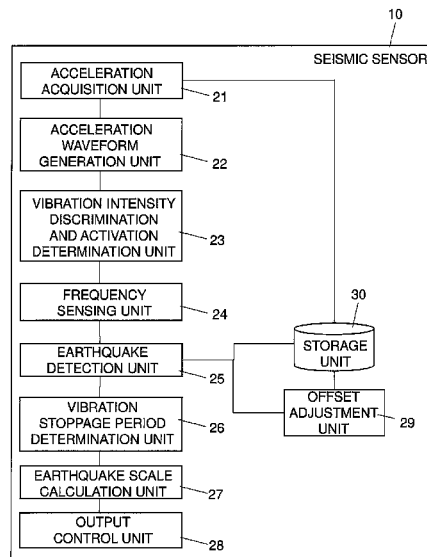 10
SEISMIC SENSOR
ACCELERATION
ACQUISITION UNIT
21
ACCELERATION
WAVEFORM
GENERATION UNIT
22
VIBRATION INTENSITY
DISCRIMINATION
AND ACTIVATION
DETERMINATION UNIT
23
FREQUENCY
SENSING UNIT
24
30
STORAGE
UNIT
EARTHQUAKE
DETECTION UNIT
25
OFFSET
ADJUSTMENT
UNIT
29
VIBRATION
STOPPAGE PERIOD
DETERMINATION UNIT
26
EARTHQUAKE SCALE
CALCULATION UNIT
27
OUTPUT
CONTROL UNIT
28